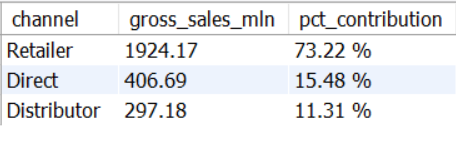 channel gross_sales_mln pct_contribution
Retailer 1924.17 73.22 %
Direct 406.69 15.48 %
Distributor 297.18 11.31 %